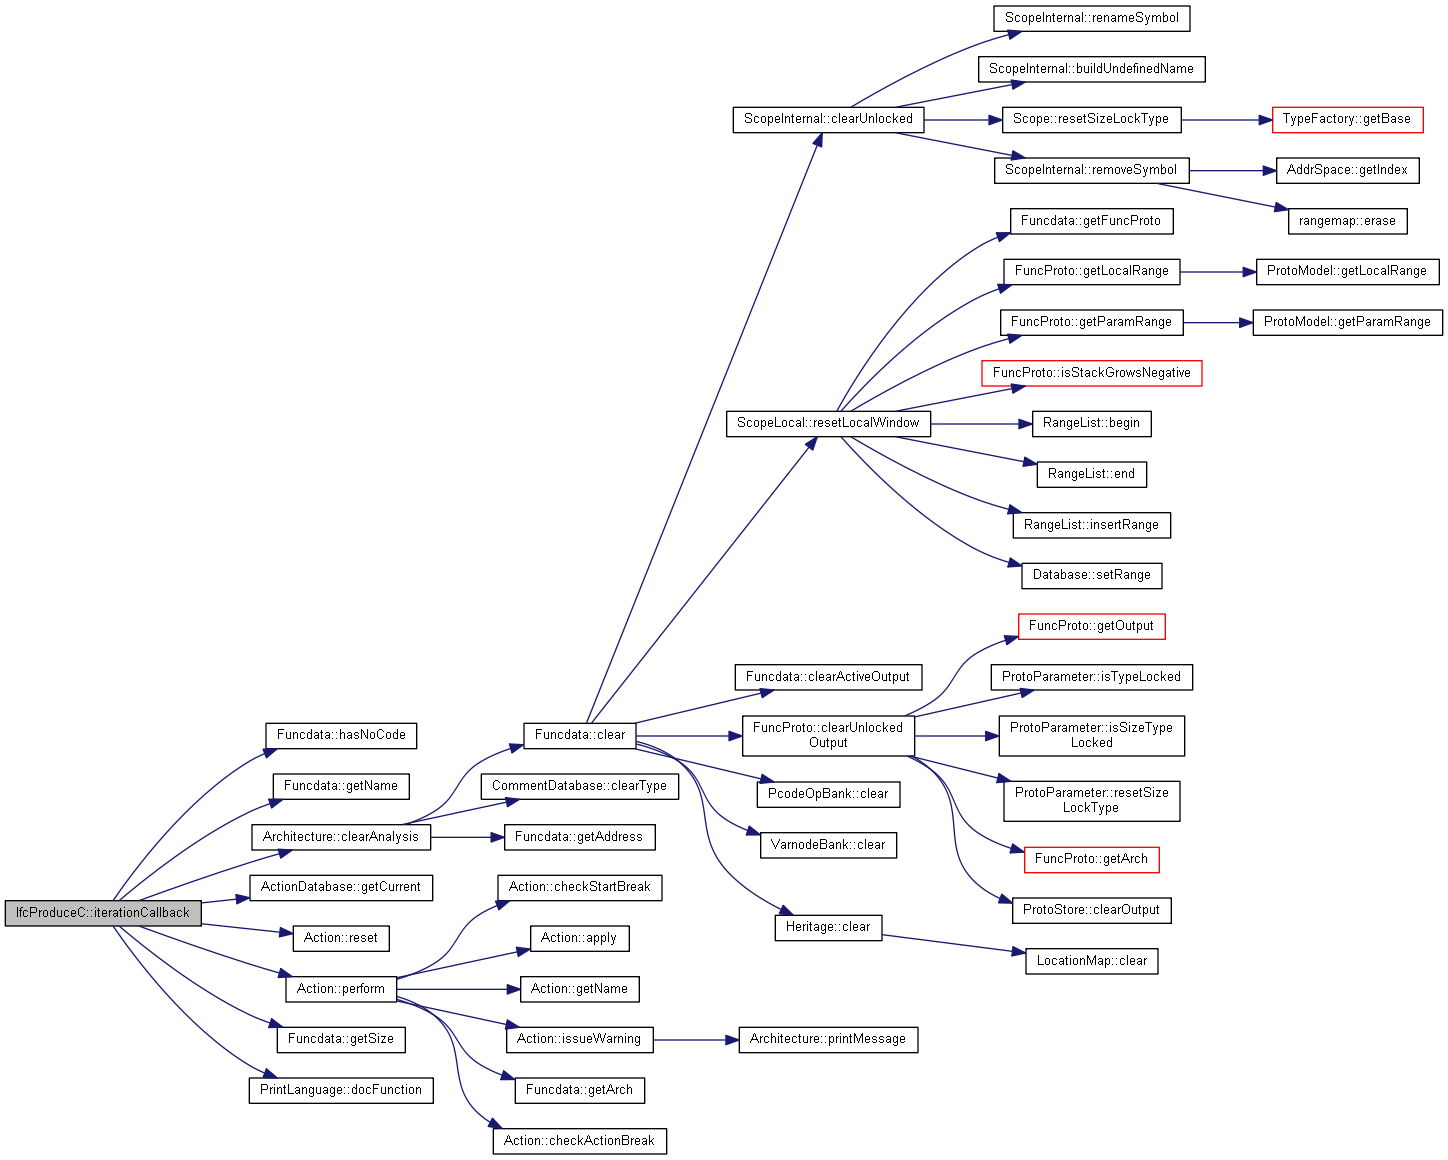 ScopeInternal::renameSymbol
ScopeInternal::buildUndefinedName
ScopeInternal::clearUnlocked
Scope::resetSizeLockType
TypeFactory::getBase
ScopeInternal::removeSymbol
AddrSpace::getIndex
rangemap::erase
Funcdata::getFuncProto
FuncProto::getLocalRange
ProtoModel::getLocalRange
FuncProto::getParamRange
ProtoModel::getParamRange
FuncProto::isStackGrowsNegative
ScopeLocal::resetLocalWindow
RangeList::begin
RangeList::end
RangeList::insertRange
Database::setRange
FuncProto::getOutput
Funcdata::clearActiveOutput
ProtoParameter::isTypeLocked
Funcdata::hasNoCode
Funcdata::clear
FuncProto::clearUnlocked
Output
ProtoParameter::isSizeType
Locked
Funcdata::getName
CommentDatabase::clearType
PcodeOpBank::clear
ProtoParameter::resetSize
LockType
Architecture::clearAnalysis
Funcdata::getAddress
VarnodeBank::clear
FuncProto::getArch
ActionDatabase::getCurrent
Action::checkStartBreak
IfcProduceC::iterationCallback
ProtoStore::clearOutput
Action::reset
Action::apply
Heritage::clear
LocationMap::clear
Action::perform
Action::getName
Funcdata::getSize
Action::issueWarning
Architecture::printMessage
PrintLanguage::docFunction
Funcdata::getArch
Action::checkActionBreak